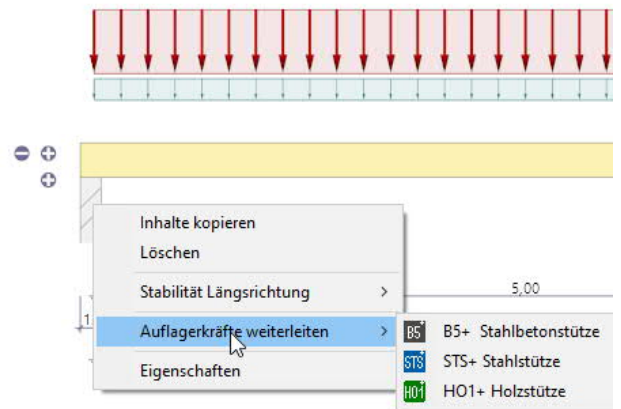 Inhalte kopieren
Löschen
Stabilität Längsrichtung
5,00
1
Auflagerkräfte weiterleiten
B5+ B5+ Stahlbetonstütze
STS+ STS+ Stahlstütze
HO1 HO1+ Holzstütze
Eigenschaften